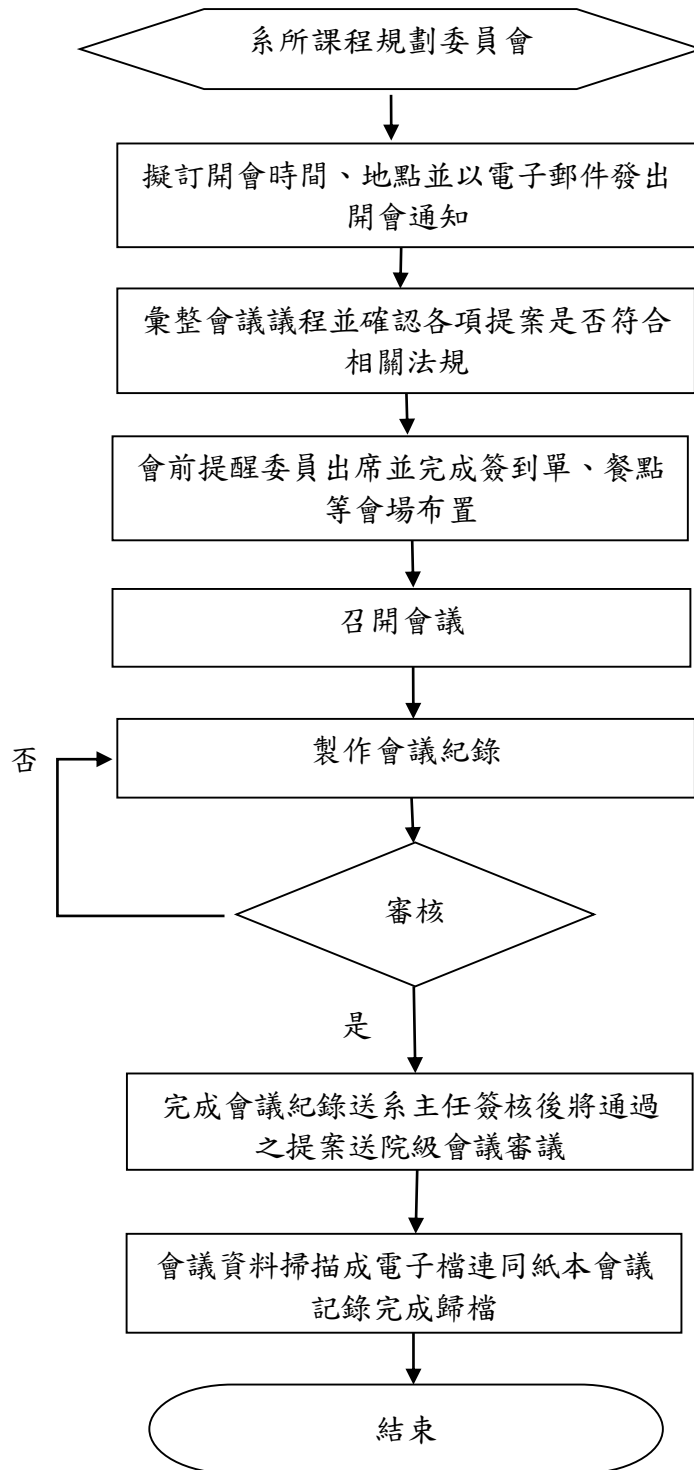 系所課程規劃委員會
擬訂開會時間、地點並以電子郵件發出
開會通知
彙整會議議程並確認各項提案是否符合
相關法規
會前提醒委員出席並完成簽到單、餐點
等會場布置
召開會議
製作會議紀錄
否
審核
是
完成會議紀錄送系主任簽核後將通過
之提案送院級會議審議
會議資料掃描成電子檔連同紙本會議
記錄完成歸檔
結束